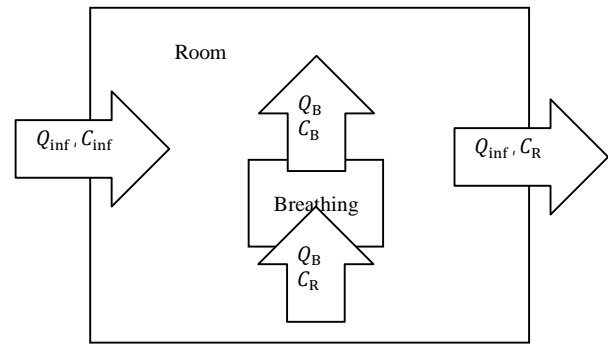 Room
Q_B
C_B
Q_inf, C_inf
Q_inf, C_R
Breathing
Q_B
C_R